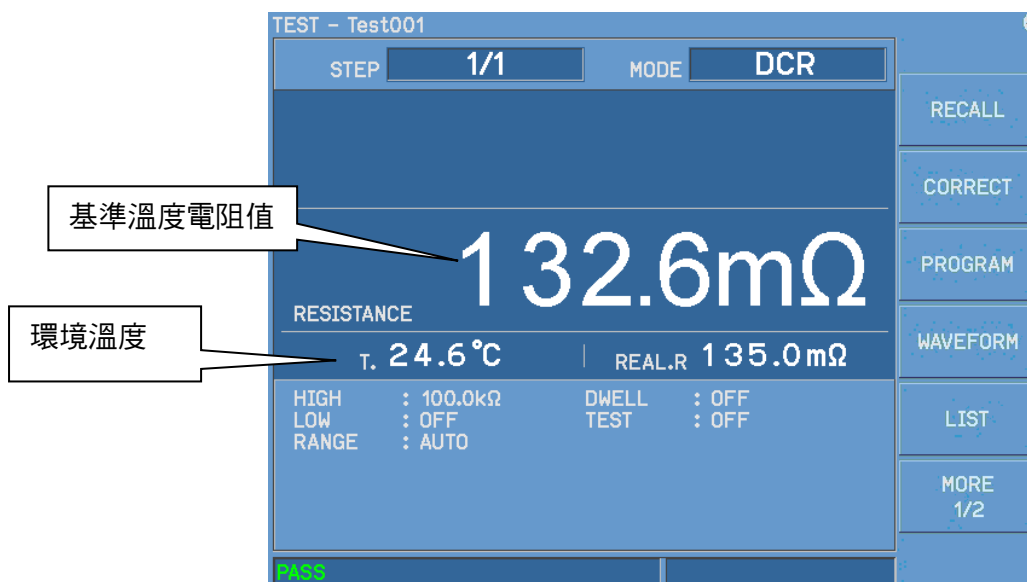 TEST - Test001
STEP 1/1 MODE DCR
RECALL
CORRECT
基準溫度電阻值
132.6mΩ
PROGRAM
RESISTANCE
環境溫度
T. 24.6°C REAL.R 135.0mΩ
WAVEFORM
HIGH : 100.0kΩ DWELL : OFF
LOW : OFF TEST : OFF
RANGE : AUTO
LIST
MORE
1/2
PASS